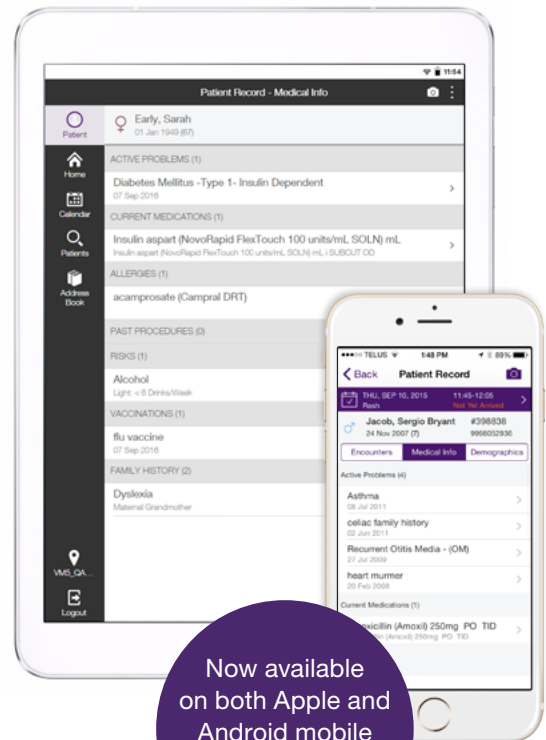 11:54
Patient Record - Medical Info
Patient
Early, Sarah
01 Jan 1949 (67)
Home
Calendar
Patients
Address
Book
ACTIVE PROBLEMS (1)
Diabetes Mellitus -Type 1- Insulin Dependent
07 Sep 2016
CURRENT MEDICATIONS (1)
Insulin aspart (NovoRapid FlexTouch 100 units/mL SOLN) mL
Insulin aspart (NovoRapid FlexTouch 100 units/mL SOLN) mL i SUBCUT OD
ALLERGIES (1)
acamprosate (Campral DRT)
PAST PROCEDURES (0)
RISKS (1)
Alcohol
Light: < 6 Drinks/Week
VACCINATIONS (1)
flu vaccine
07 Sep 2016
FAMILY HISTORY (2)
Dyslexia
Maternal Grandmother
VM5_QA...
Logout
TELUS 1:48 PM 89%
Back Patient Record
THU, SEP 10, 2015 11:45-12:05
Rash Not Yet Arrived
Jacob, Sergio Bryant #398838
24 Nov 2007 (7) 9998052936
Encounters Medical Info Demographics
Active Problems (4)
Asthma
08 Jul 2011
celiac family history
02 Jun 2011
Recurrent Otitis Media - (OM)
27 Jul 2009
heart murmer
20 Feb 2008
Current Medications (1)
oxicillin (Amoxil) 250mg PO TID
(Amoxil) 250mg PO TID
Now available
on both Apple and
Android mobile